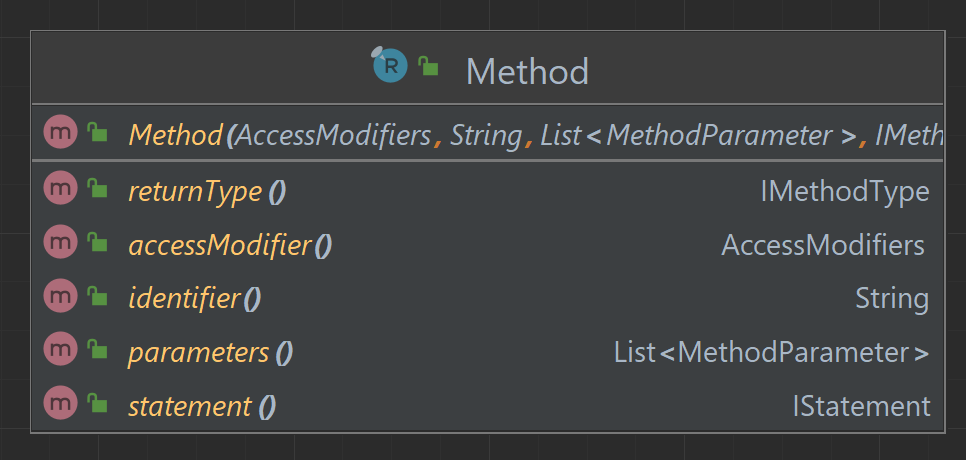 R Method
m Method(AccessModifiers, String, List<MethodParameter>, IMeth
m returnType() IMethodType
m accessModifier() AccessModifiers
m identifier() String
m parameters() List<MethodParameter>
m statement() IStatement